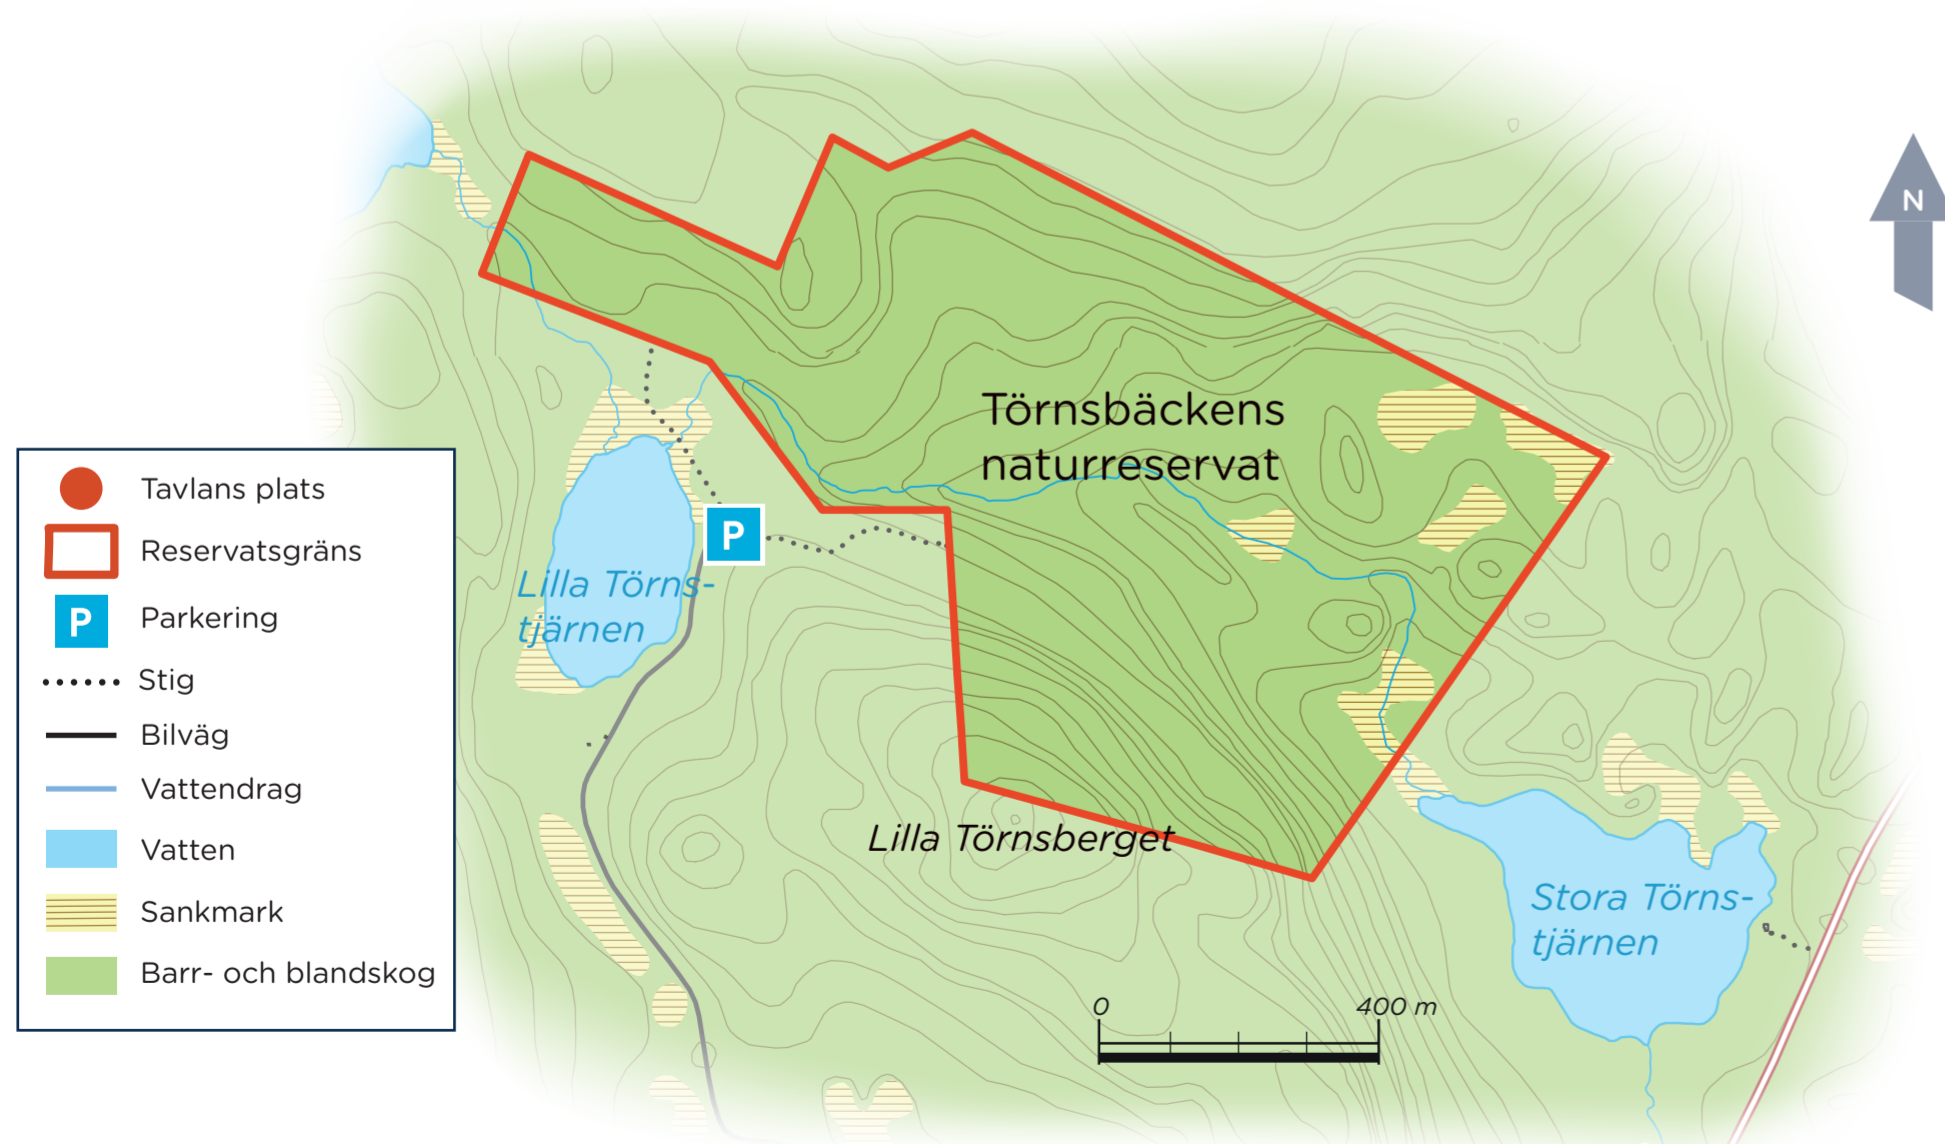 N
Törnsbäckens
naturreservat
P
Lilla Törns-
tjärnen
Lilla Törnsberget
Stora Törns-
tjärnen
0 400 m
Tavlans plats
Reservatsgräns
P Parkering
Stig
Bilväg
Vattendrag
Vatten
Sankmark
Barr- och blandskog